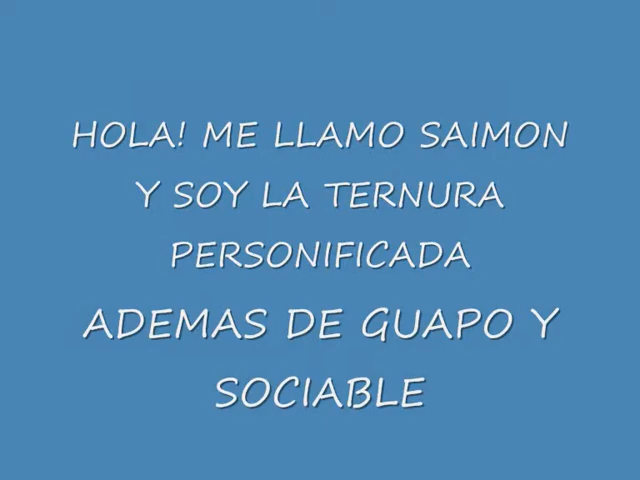 HOLA! ME LLAMO SAIMON
Y SOY LA TERNURA
PERSONIFICADA
ADEMAS DE GUAPO Y
SOCIABLE